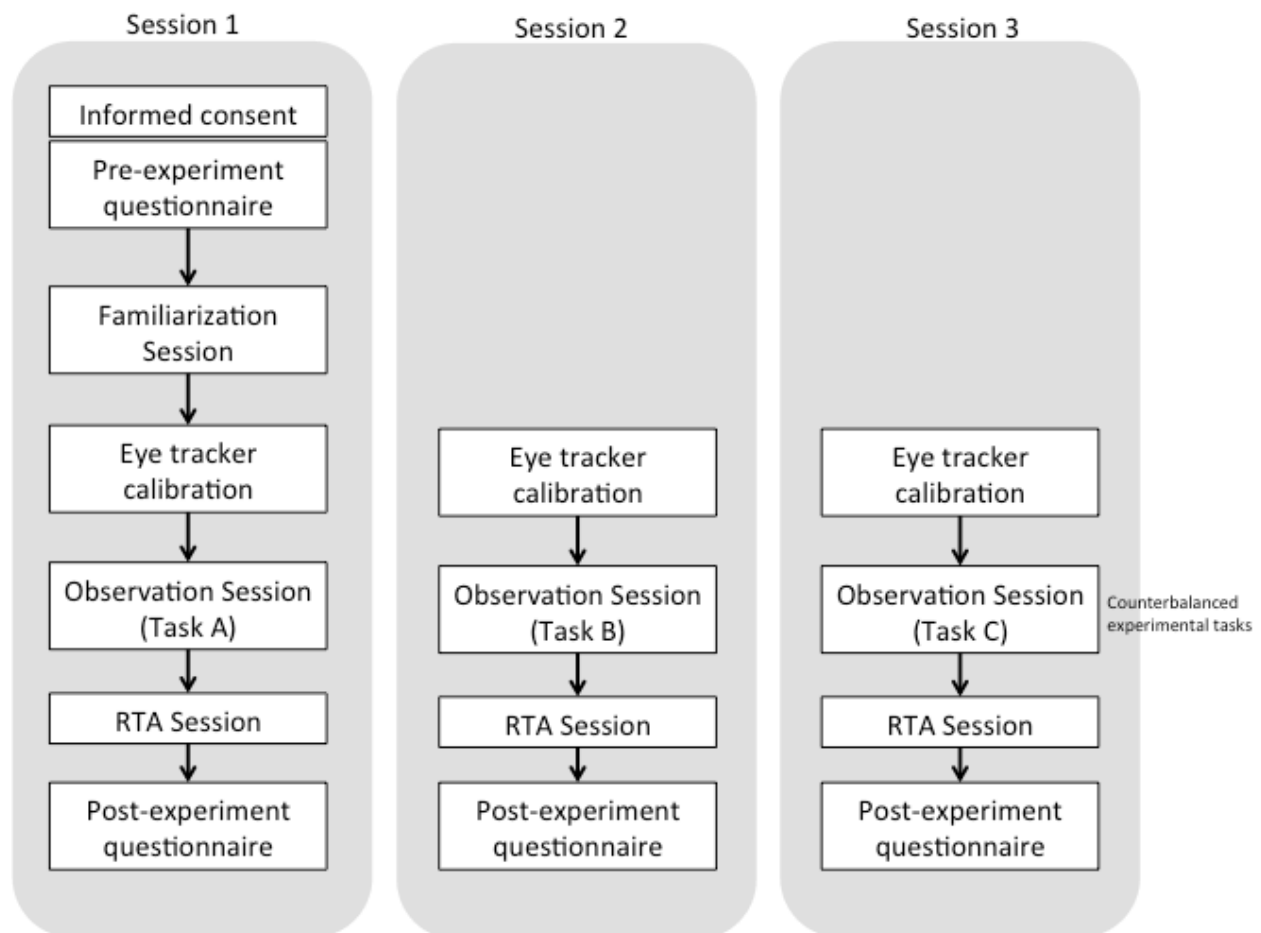 Session 1
Informed consent
Pre-experiment
questionnaire
Familiarization
Session
Eye tracker
calibration
Observation Session
(Task A)
RTA Session
Post-experiment
questionnaire
Session 2
Eye tracker
calibration
Observation Session
(Task B)
RTA Session
Post-experiment
questionnaire
Session 3
Eye tracker
calibration
Observation Session
(Task C)
RTA Session
Post-experiment
questionnaire
Counterbalanced
experimental tasks